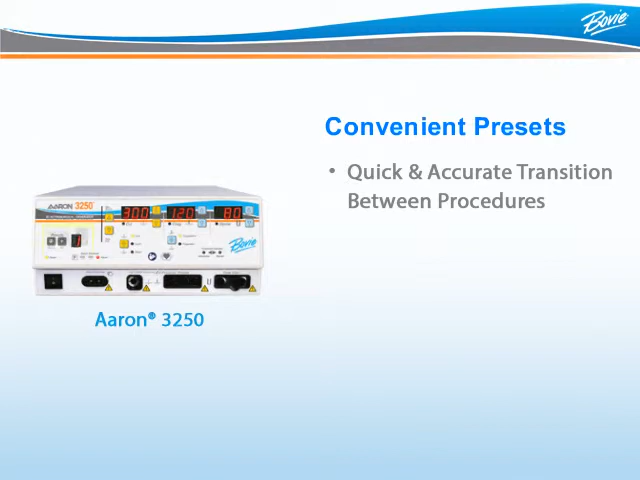 Bovie
Convenient Presets
• Quick & Accurate Transition
Between Procedures
AARON 3250
300 120 80
Bovie
Aaron® 3250